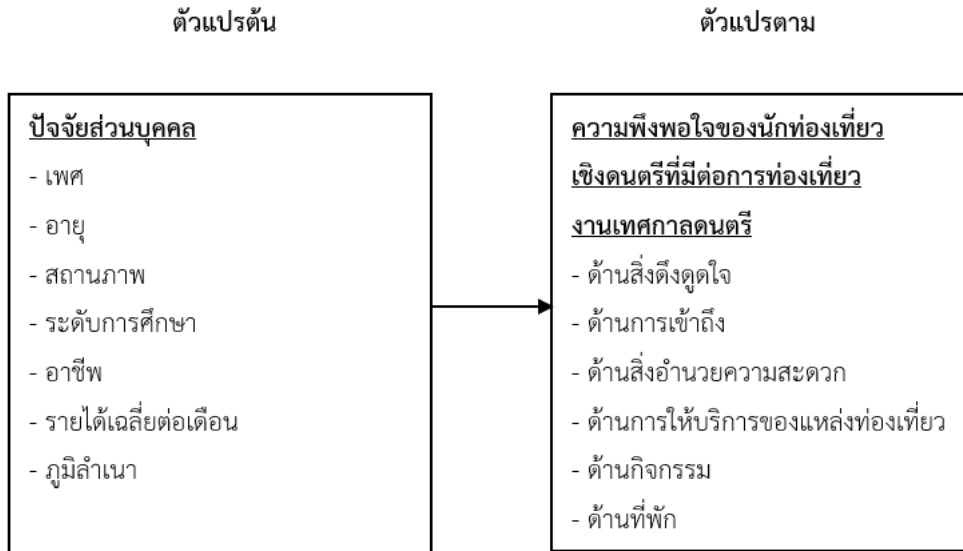 ตัวแปรต้น
ตัวแปรตาม
ปัจจัยส่วนบุคคล
- เพศ
- อายุ
- สถานภาพ
- ระดับการศึกษา
- อาชีพ
- รายได้เฉลี่ยต่อเดือน
- ภูมิลำเนา
ความพึงพอใจของนักท่องเที่ยว
เชิงดนตรีที่มีต่อการท่องเที่ยว
งานเทศกาลดนตรี
- ด้านสิ่งดึงดูดใจ
- ด้านการเข้าถึง
- ด้านสิ่งอำนวยความสะดวก
- ด้านการให้บริการของแหล่งท่องเที่ยว
- ด้านกิจกรรม
- ด้านที่พัก